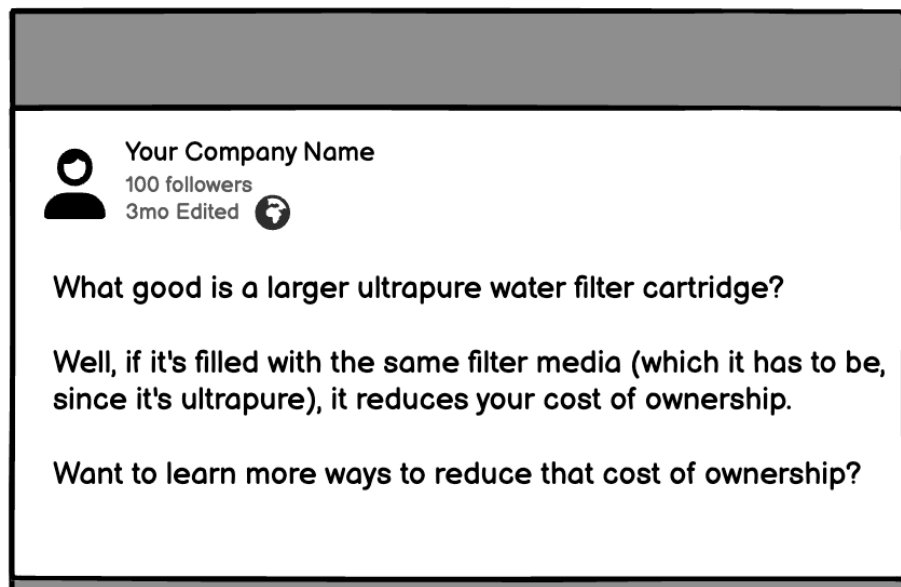 Your Company Name
100 followers
3mo Edited
What good is a larger ultrapure water filter cartridge?
Well, if it's filled with the same filter media (which it has to be,
since it's ultrapure), it reduces your cost of ownership.
Want to learn more ways to reduce that cost of ownership?